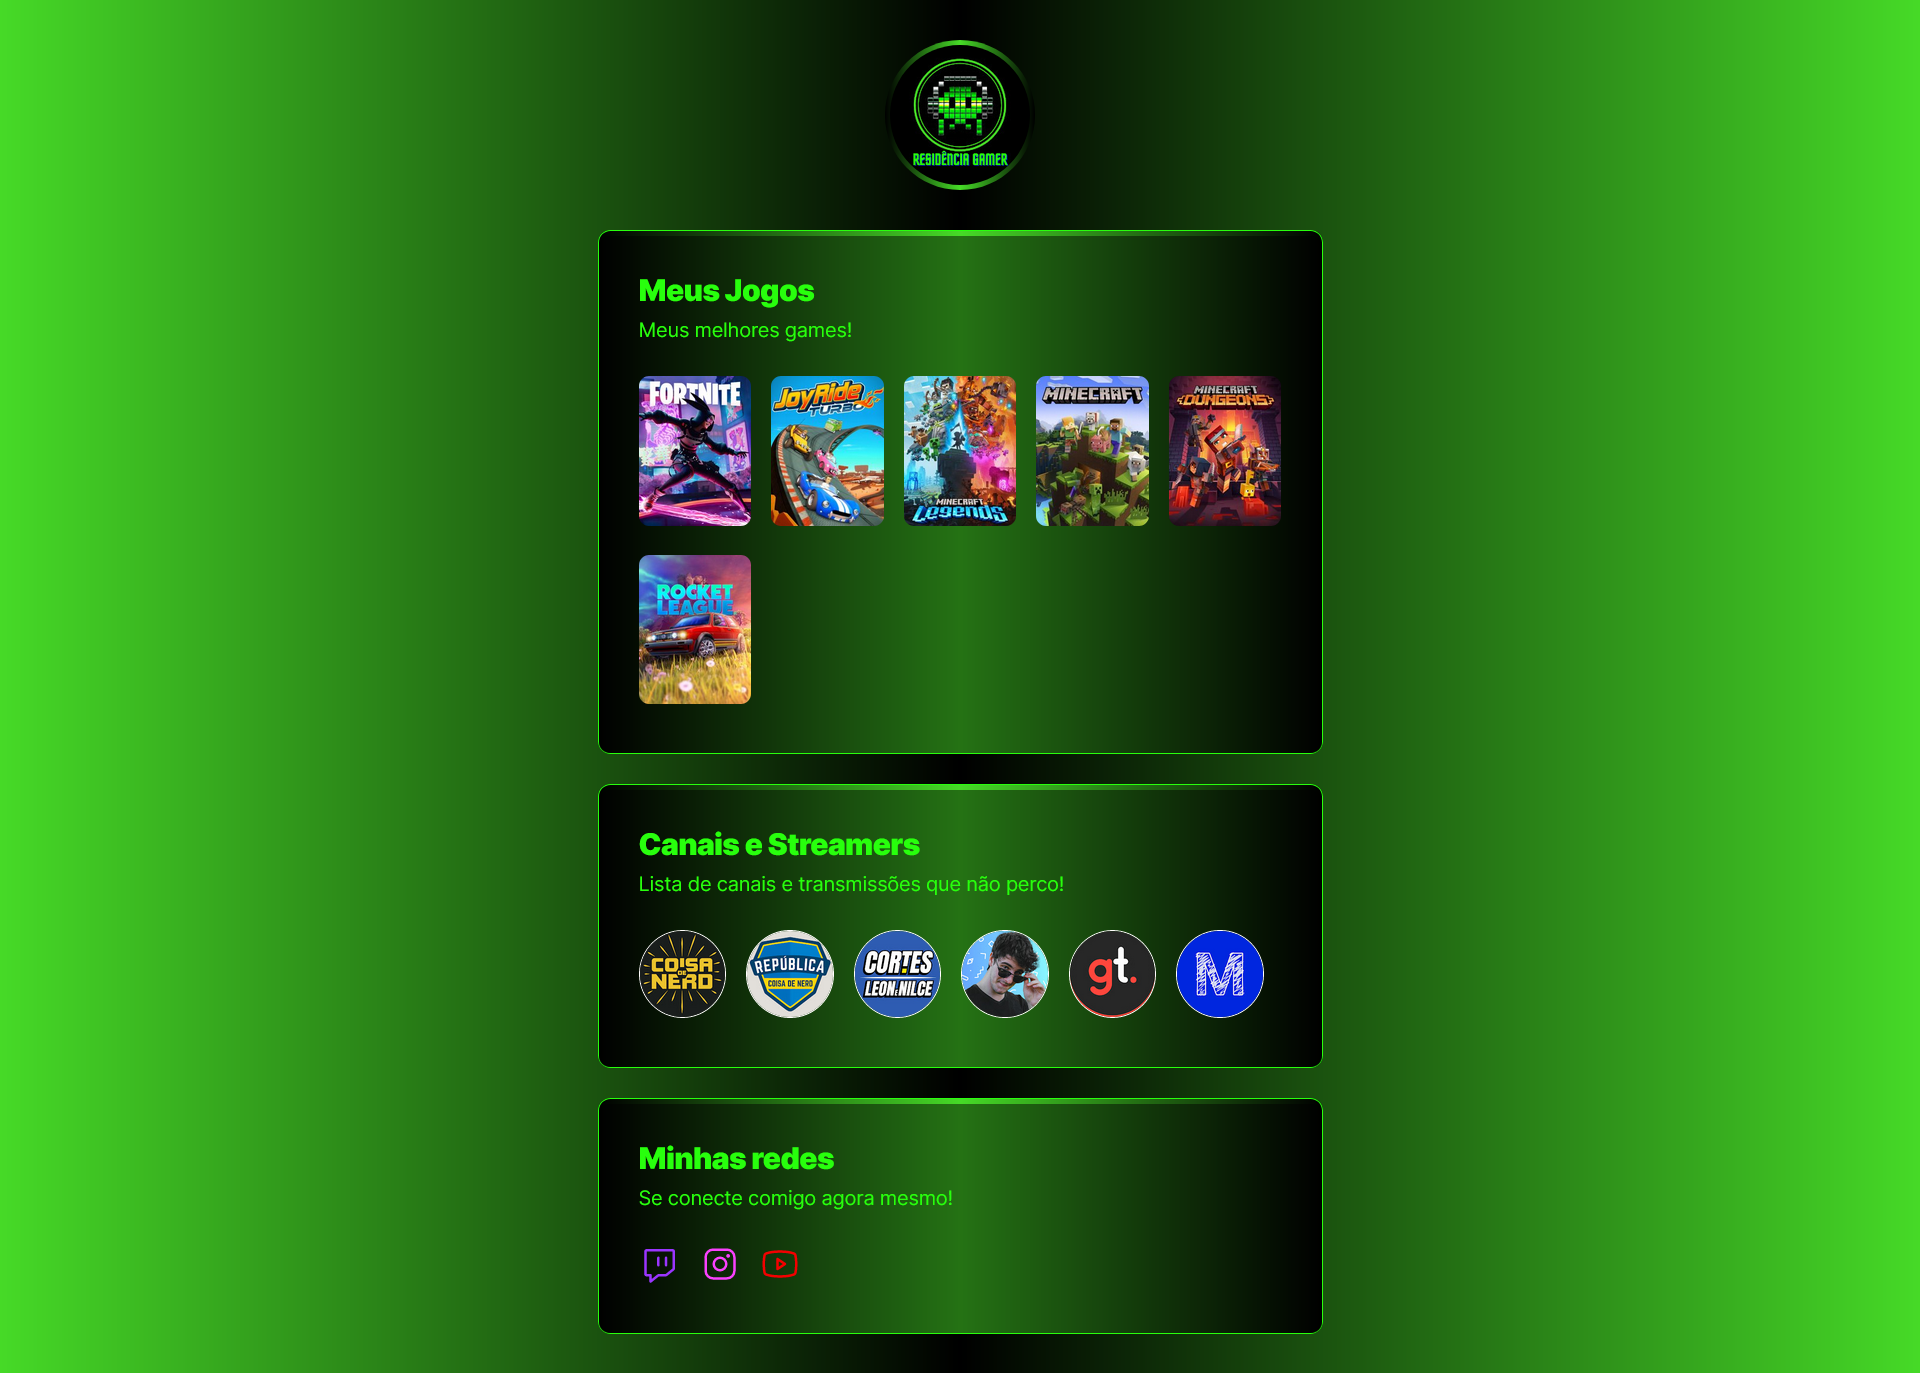 RESIDÊNCIA GAMER
Meus Jogos
Meus melhores games!
FORTNITE
JoyRide
TURBO
MINECRAFT
Legends
MINECRAFT
MINECRAFT
DUNGEONS
ROCKET
LEAGUE
Canais e Streamers
Lista de canais e transmissões que não perco!
COISA
DE
NERD
REPÚBLICA
COISA DE NERD
CORTES
LEON E NILCE
gt.
M
Minhas redes
Se conecte comigo agora mesmo!